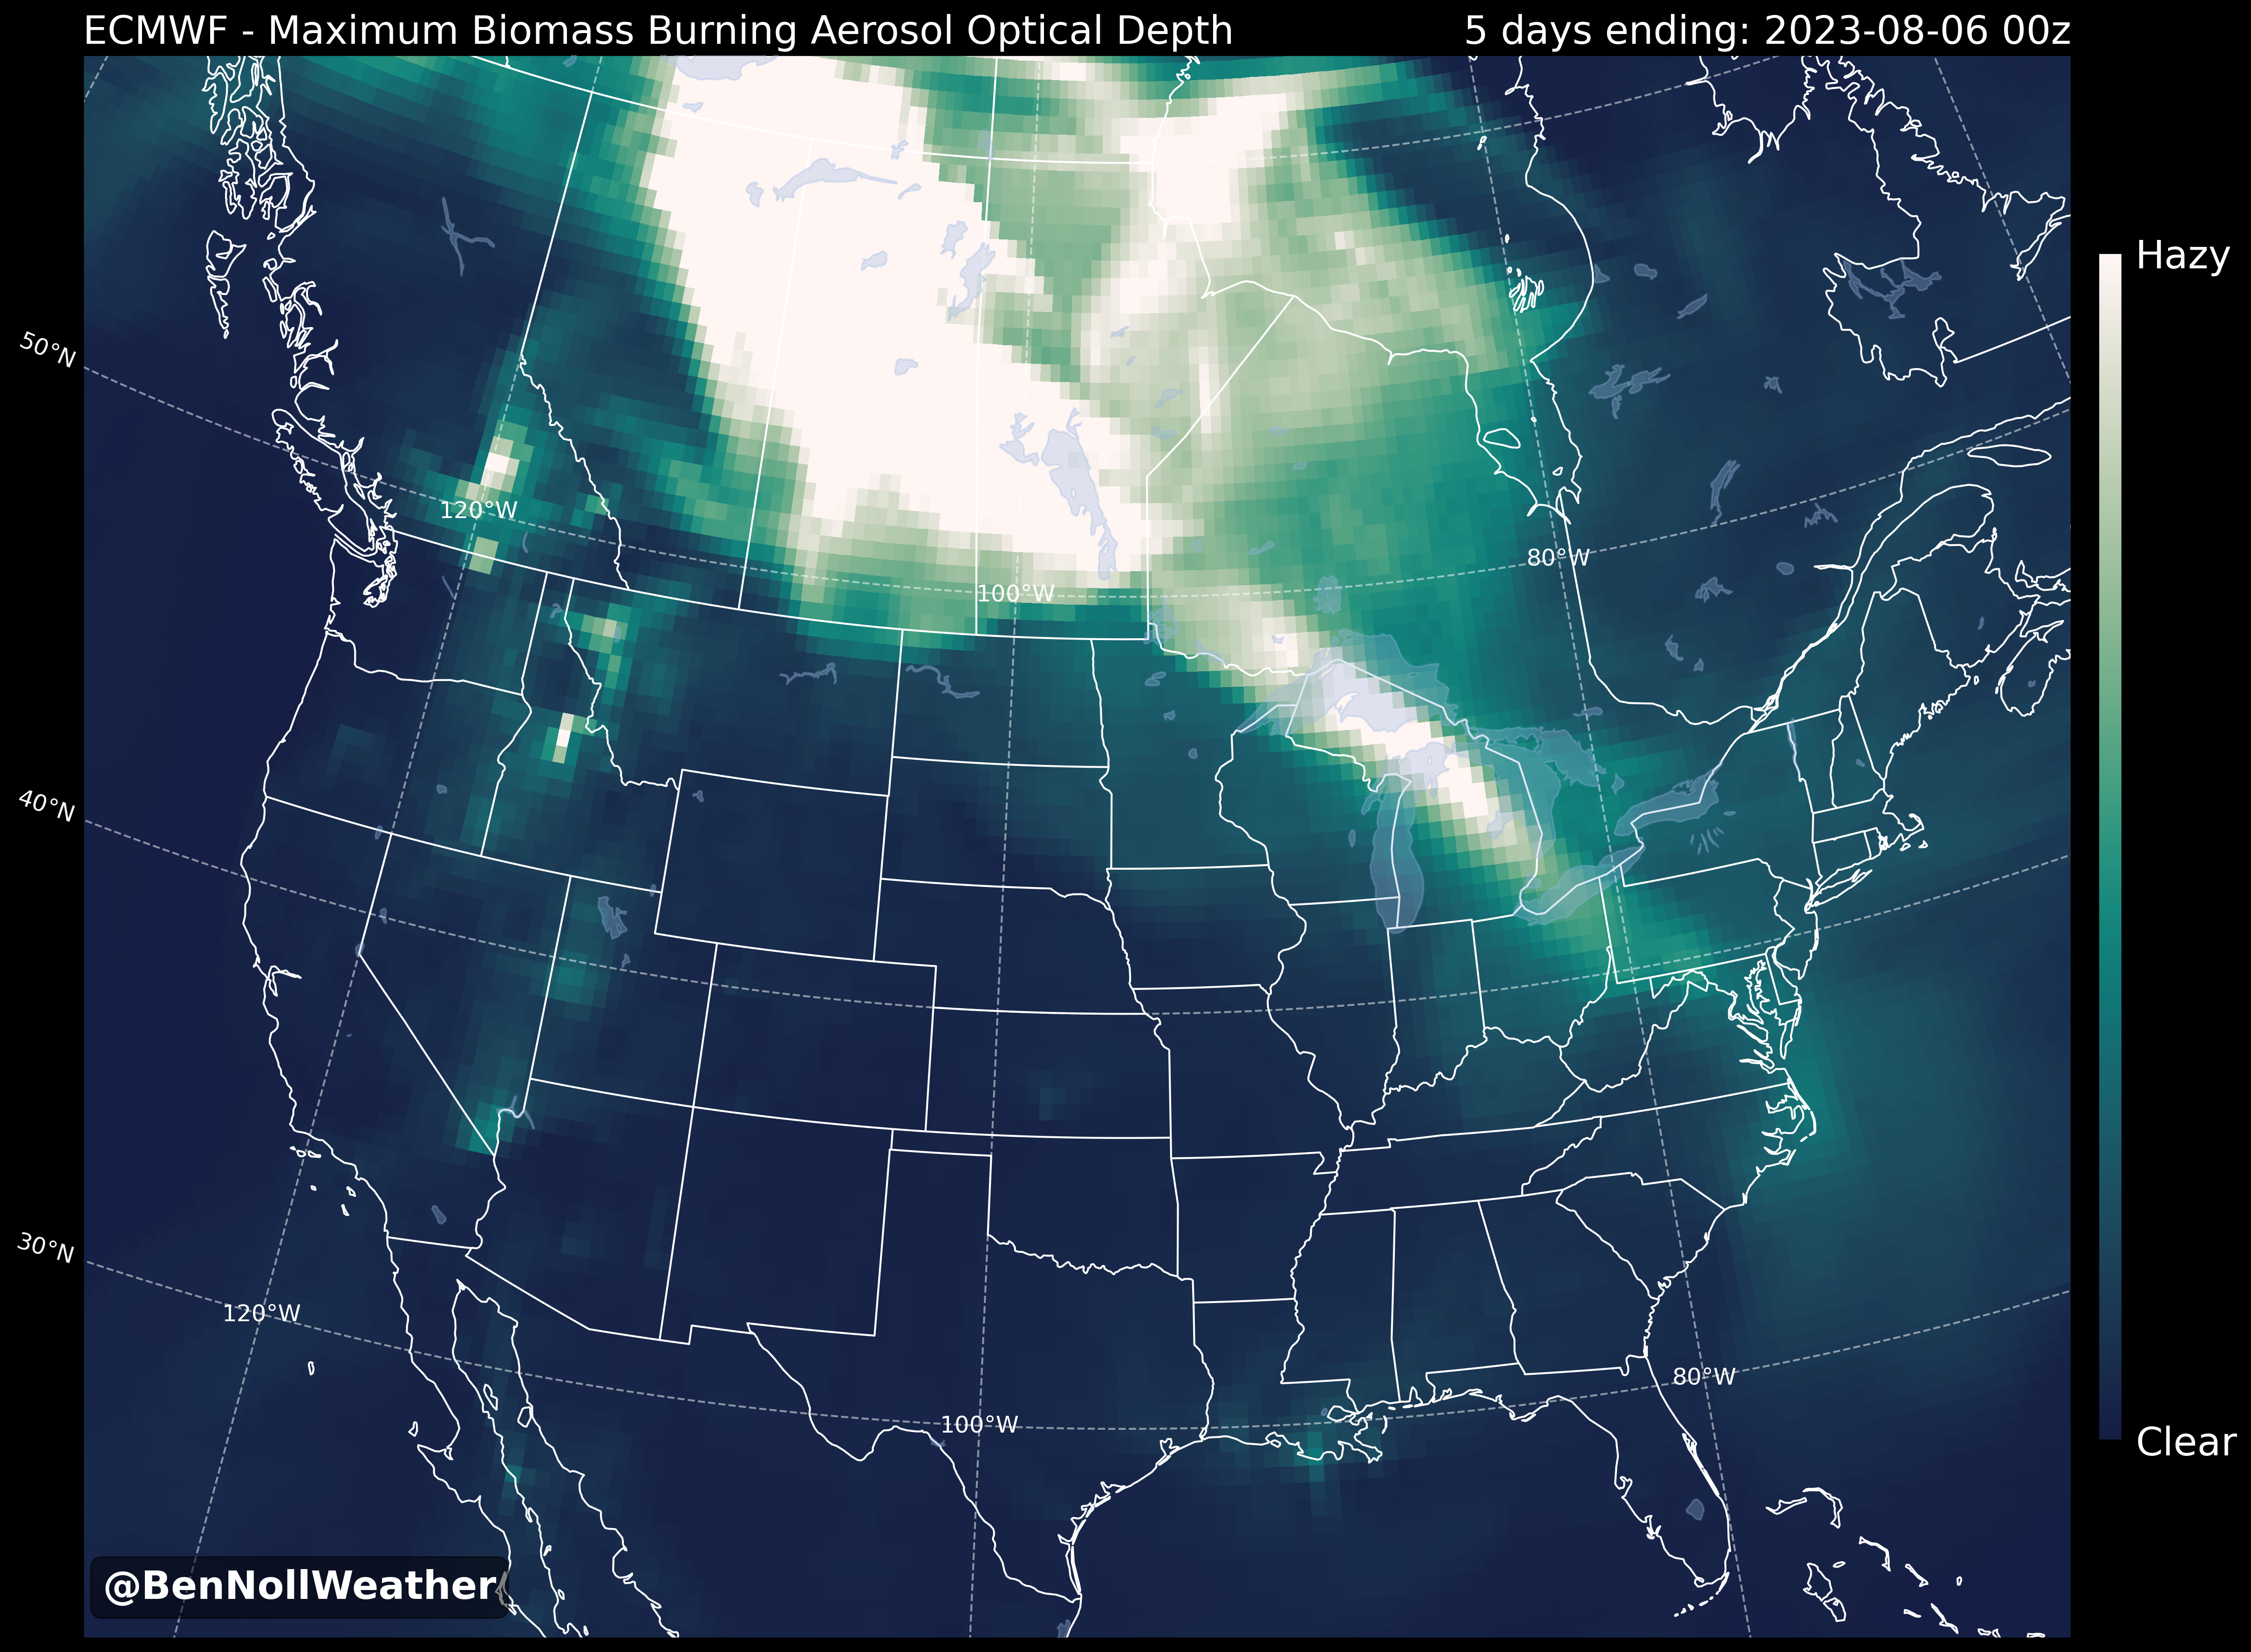 ECMWF - Maximum Biomass Burning Aerosol Optical Depth
5 days ending: 2023-08-06 00z
Hazy
50°N
120°W
80°W
100°W
40°N
30°N
120°W
80°W
100°W
Clear
@BenNollWeather